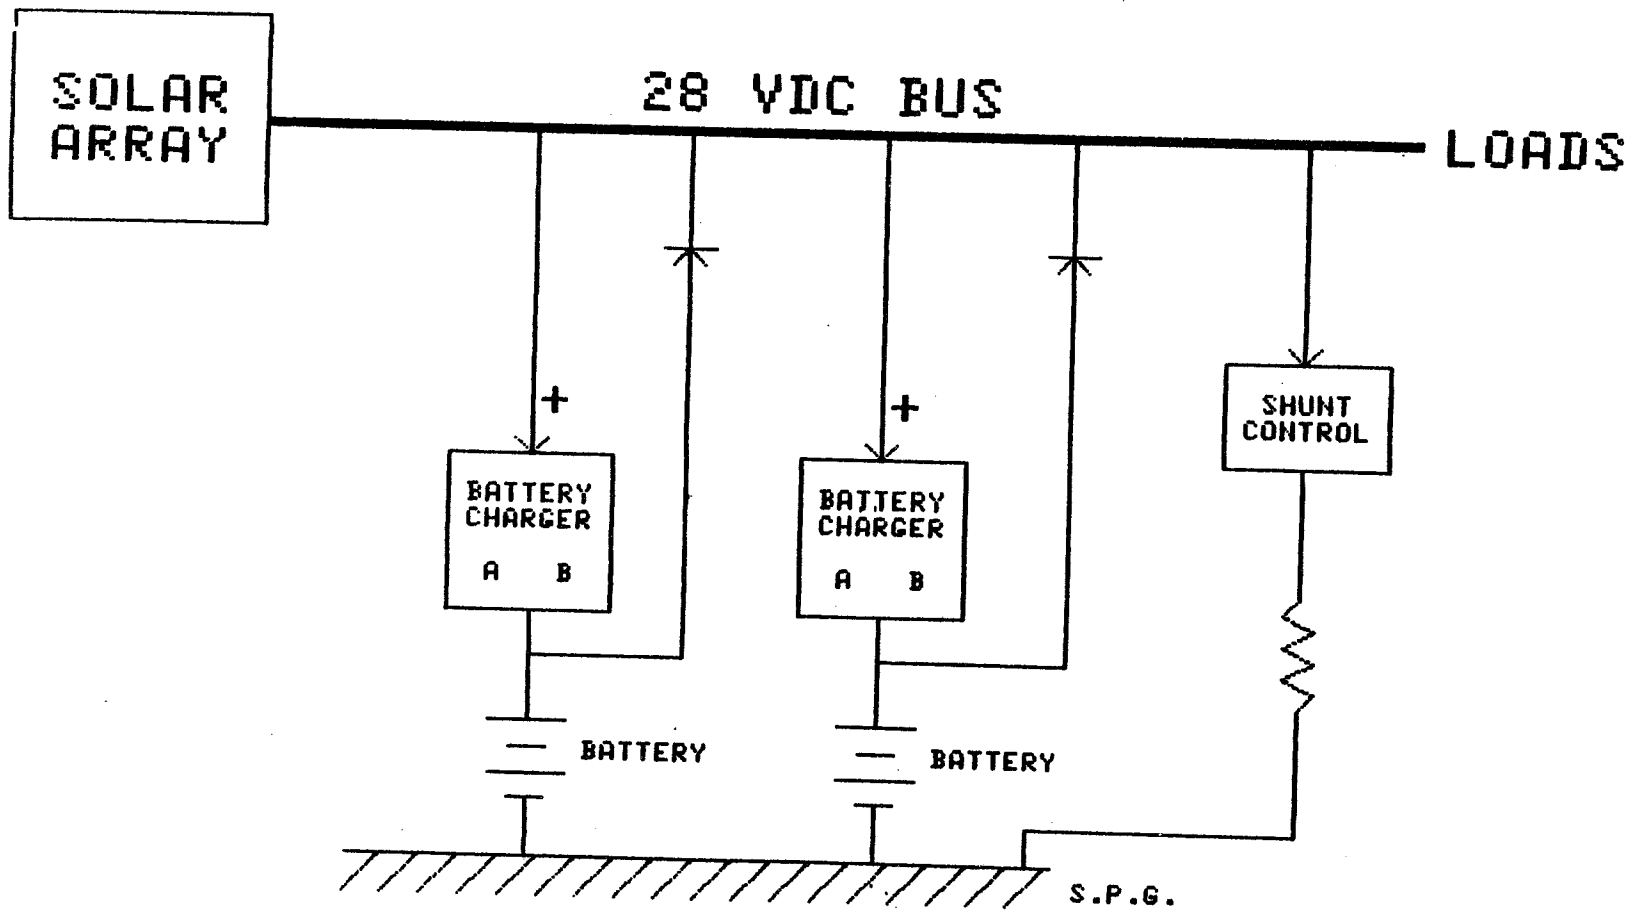 SOLAR
ARRAY
28 VDC BUS
LOADS
+
+
SHUNT
CONTROL
BATTERY
CHARGER
A B
BATTERY
CHARGER
A B
BATTERY
BATTERY
S.P.G.